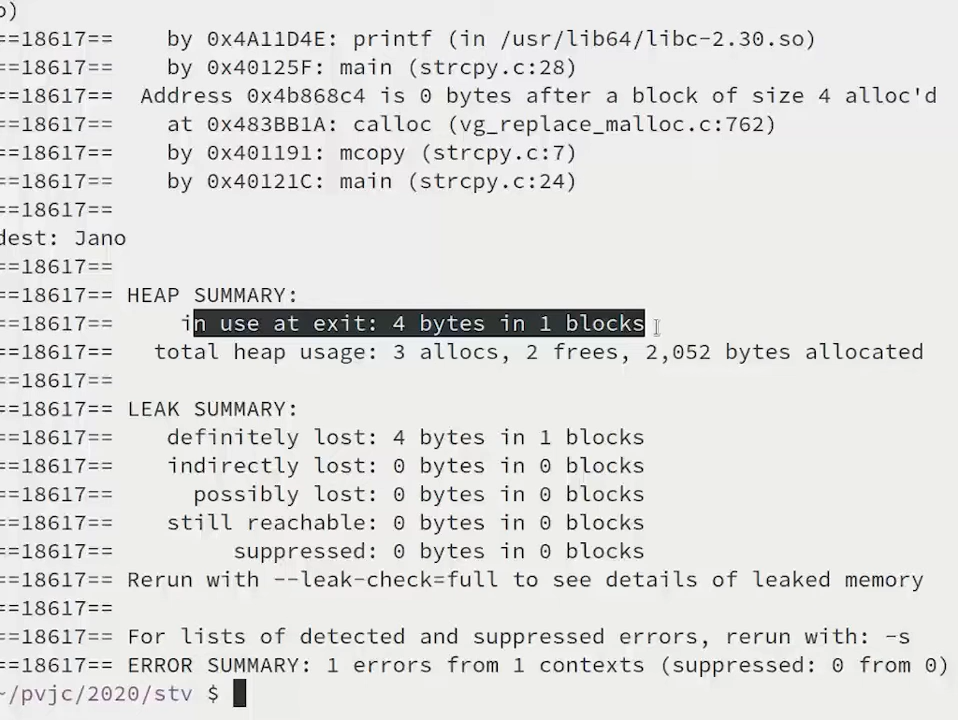 o)
==18617==    by 0x4A11D4E: printf (in /usr/lib64/libc-2.30.so)
==18617==    by 0x40125F: main (strcpy.c:28)
==18617==  Address 0x4b868c4 is 0 bytes after a block of size 4 alloc'd
==18617==    at 0x483BB1A: calloc (vg_replace_malloc.c:762)
==18617==    by 0x401191: mcopy (strcpy.c:7)
==18617==    by 0x40121C: main (strcpy.c:24)
==18617==
dest: Jano
==18617==
==18617== HEAP SUMMARY:
==18617==     in use at exit: 4 bytes in 1 blocks
==18617==   total heap usage: 3 allocs, 2 frees, 2,052 bytes allocated
==18617==
==18617== LEAK SUMMARY:
==18617==    definitely lost: 4 bytes in 1 blocks
==18617==    indirectly lost: 0 bytes in 0 blocks
==18617==      possibly lost: 0 bytes in 0 blocks
==18617==    still reachable: 0 bytes in 0 blocks
==18617==         suppressed: 0 bytes in 0 blocks
==18617== Rerun with --leak-check=full to see details of leaked memory
==18617==
==18617== For lists of detected and suppressed errors, rerun with: -s
==18617== ERROR SUMMARY: 1 errors from 1 contexts (suppressed: 0 from 0)
~/pvjc/2020/stv $